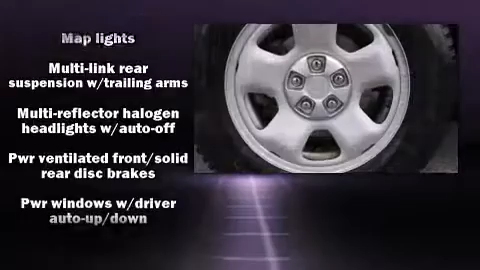 Map lights
Multi-link rear
suspension w/trailing arms
Multi-reflector halogen
headlights w/auto-off
Pwr ventilated front/solid
rear disc brakes
Pwr windows w/driver
auto-up/down